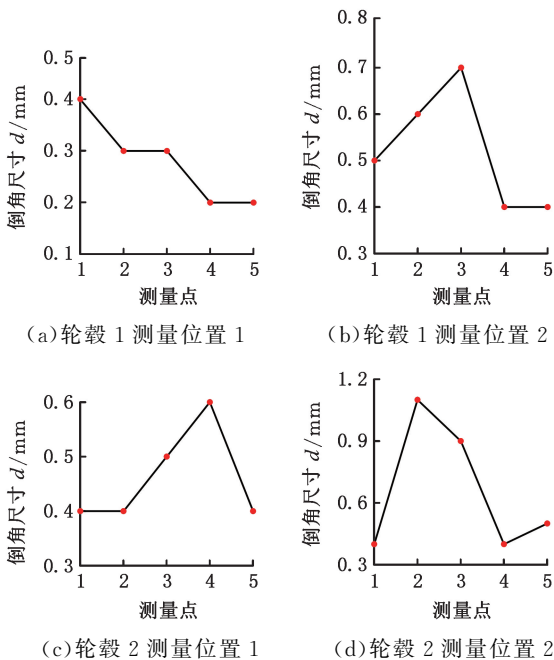 倒角尺寸 d/mm
0.5
0.4
0.3
0.2
0.1
1 2 3 4 5
测量点
(a)轮毂 1 测量位置 1
倒角尺寸 d/mm
0.8
0.7
0.6
0.5
0.4
0.3
1 2 3 4 5
测量点
(b)轮毂 1 测量位置 2
倒角尺寸 d/mm
0.6
0.5
0.4
0.3
1 2 3 4 5
测量点
(c)轮毂 2 测量位置 1
倒角尺寸 d/mm
1.2
0.9
0.6
0.3
1 2 3 4 5
测量点
(d)轮毂 2 测量位置 2